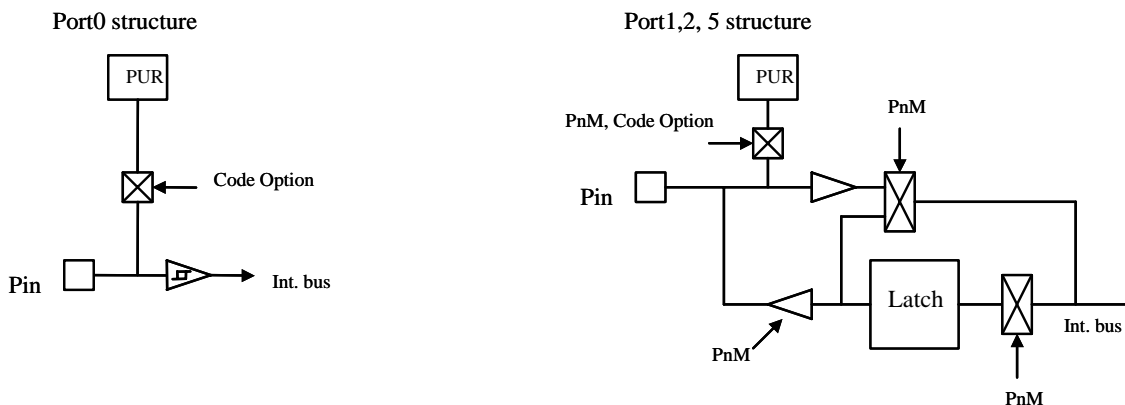 Port0 structure
PUR
Code Option
Pin
Int. bus
Port1,2, 5 structure
PUR
PnM, Code Option
PnM
Pin
Latch
PnM
Int. bus
PnM